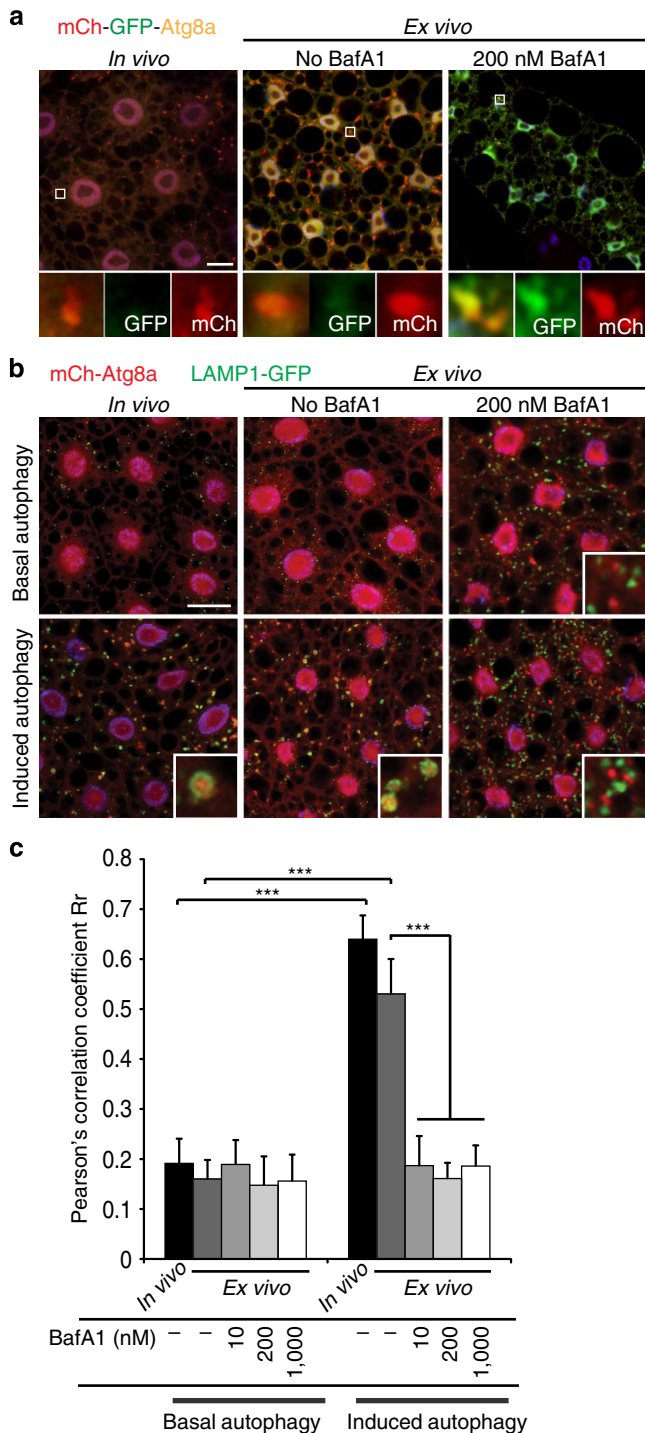 a
mCh-GFP-Atg8a
Ex vivo
In vivo
No BafA1
200 nM BafA1
GFP
mCh
GFP
mCh
GFP
mCh
b
mCh-Atg8a
LAMP1-GFP
Ex vivo
In vivo
No BafA1
200 nM BafA1
Basal autophagy
Induced autophagy
c
Pearson's correlation coefficient Rr
0.8
0.7
0.6
0.5
0.4
0.3
0.2
0.1
0
***
***
***
In vivo
Ex vivo
In vivo
Ex vivo
BafA1 (nM)
–
–
10
200
1,000
–
–
10
200
1,000
Basal autophagy
Induced autophagy